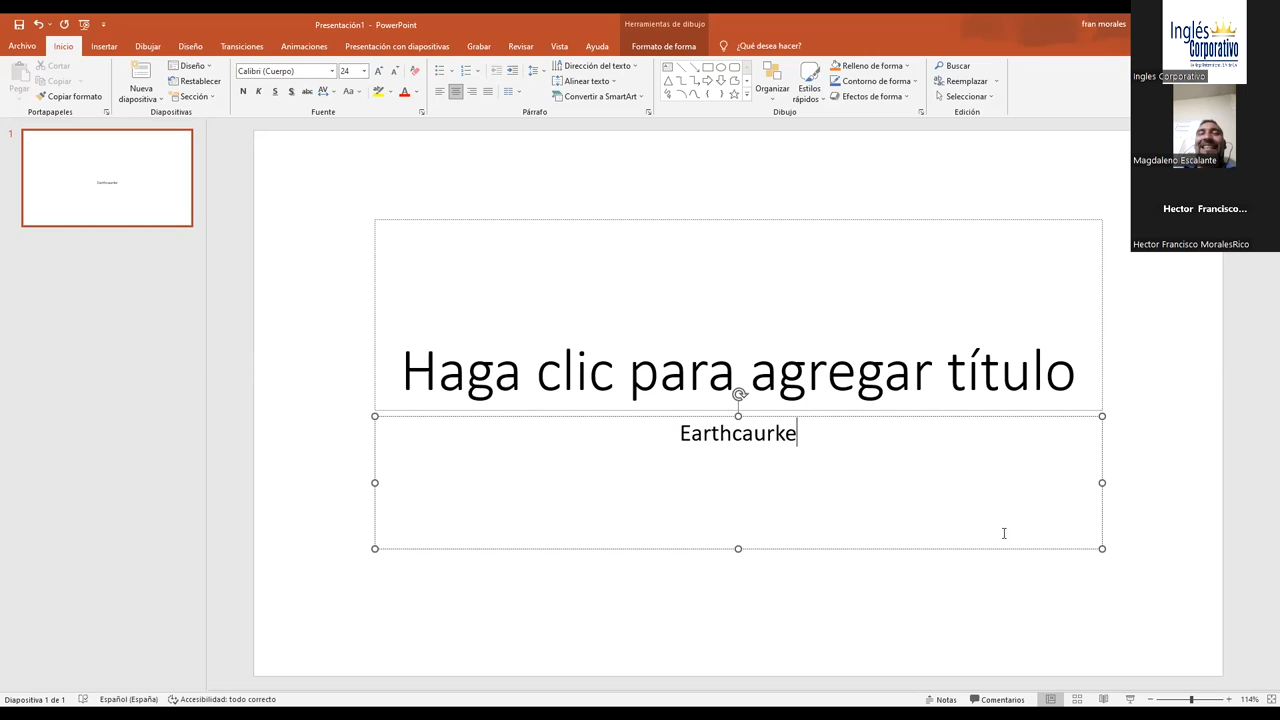 Presentación1 - PowerPoint
Herramientas de dibujo
fran morales
Archivo Inicio Insertar Dibujar Diseño Transiciones Animaciones Presentación con diapositivas Grabar Revisar Vista Ayuda Formato de forma ¿Qué desea hacer?
Pegar
Cortar
Copiar
Copiar formato
Portapapeles
Nueva diapositiva
Diseño
Restablecer
Sección
Diapositivas
Calibri (Cuerpo) 24
N K S S abc AV Aa
Fuente
Dirección del texto
Alinear texto
Convertir a SmartArt
Párrafo
Organizar
Estilos rápidos
Relleno de forma
Contorno de forma
Efectos de forma
Dibujo
Buscar
Reemplazar
Seleccionar
Edición
Inglés
Corporativo
Ingles Corporativo
Magdaleno Escalante
Hector Francisco...
Hector Francisco MoralesRico
1
Earthcaurke
Haga clic para agregar título
Earthcaurke
Diapositiva 1 de 1 Español (España) Accesibilidad: todo correcto Notas Comentarios 114%